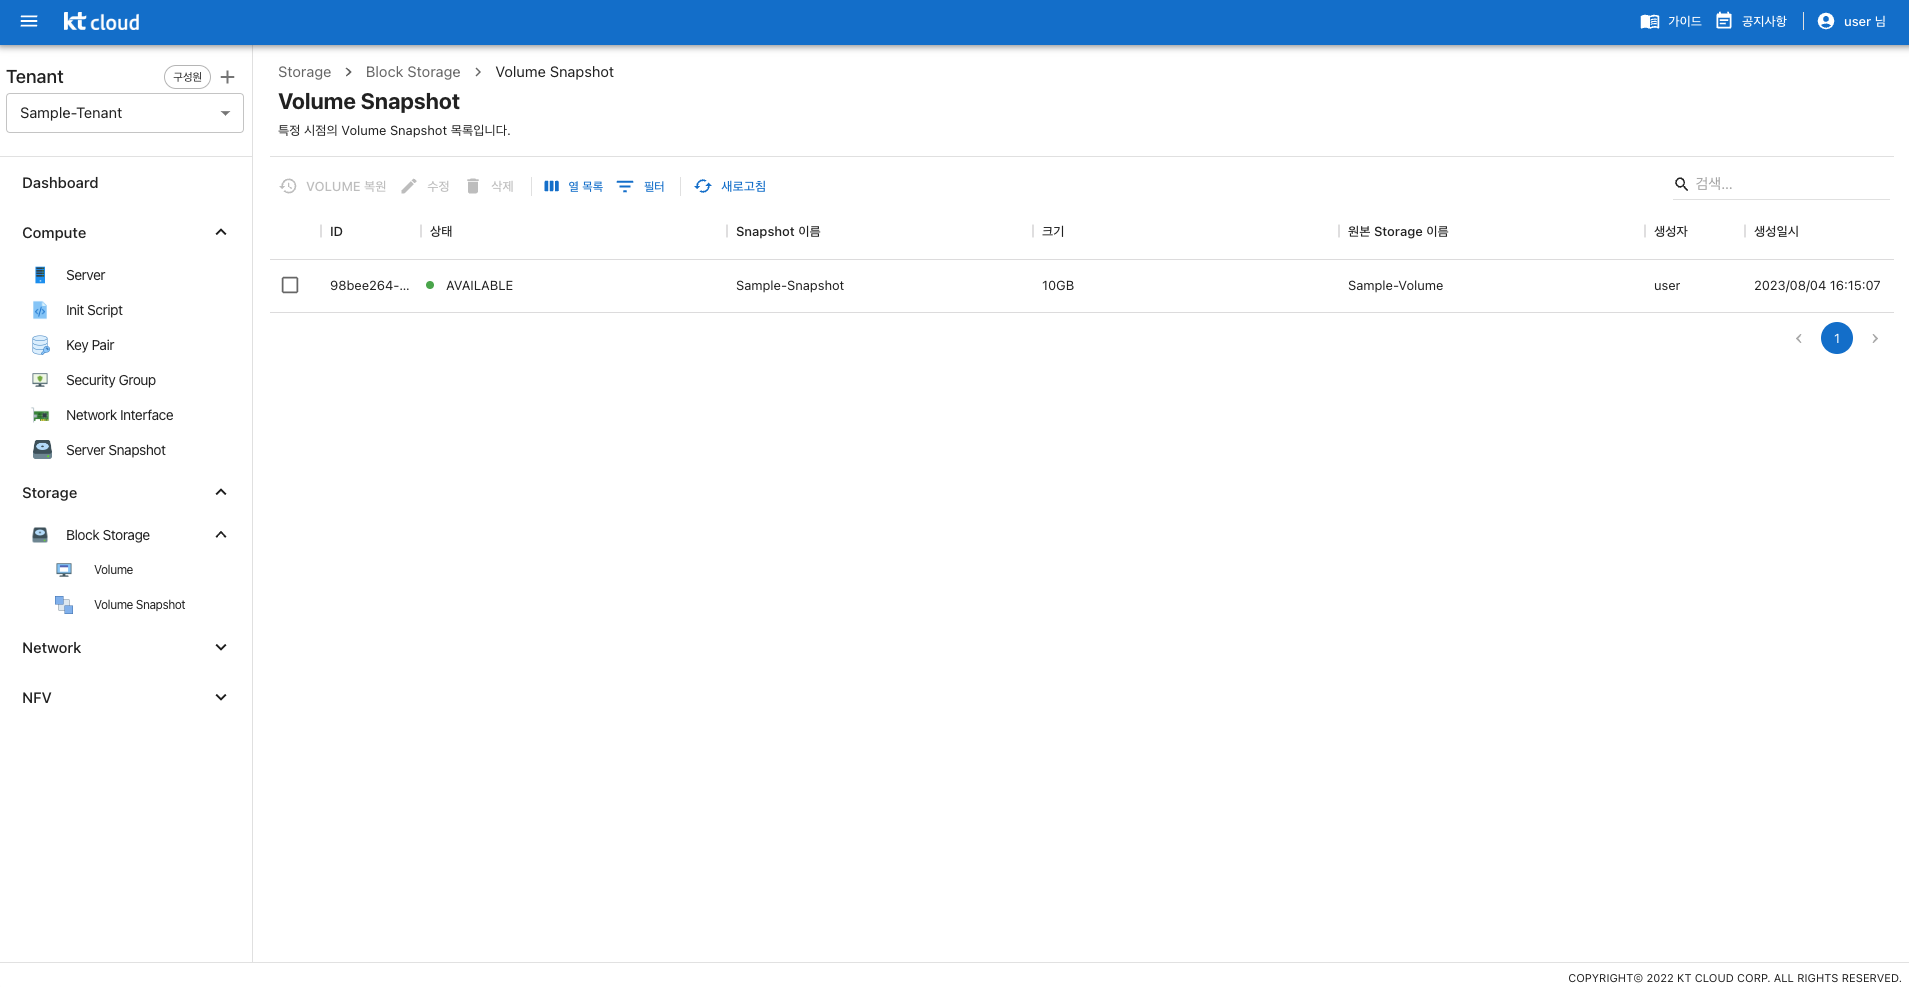 kt cloud
가이드 공지사항 user 님
Tenant 구성원
Sample-Tenant
Dashboard
Compute
Server
Init Script
Key Pair
Security Group
Network Interface
Server Snapshot
Storage
Block Storage
Volume
Volume Snapshot
Network
NFV
Storage > Block Storage > Volume Snapshot
Volume Snapshot
특정 시점의 Volume Snapshot 목록입니다.
VOLUME 복원 수정 삭제 열 목록 필터 새로고침 검색...
ID 상태 Snapshot 이름 크기 원본 Storage 이름 생성자 생성일시
98bee264-... AVAILABLE Sample-Snapshot 10GB Sample-Volume user 2023/08/04 16:15:07
1
COPYRIGHT© 2022 KT CLOUD CORP. ALL RIGHTS RESERVED.